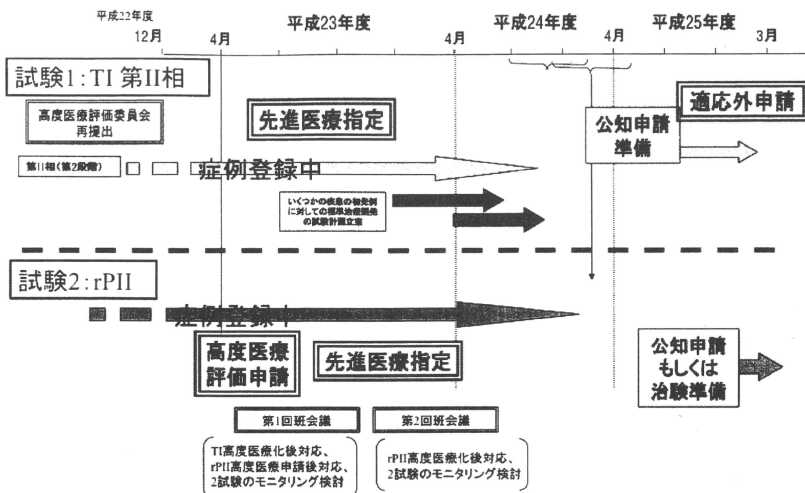 平成22年度
平成23年度
平成24年度
平成25年度
12月
4月
4月
4月
3月
試験1:TI 第II相
高度医療評価委員会
再提出
先進医療指定
公知申請
準備
適応外申請
第II相(第2段階)
症例登録中
いくつかの疾患の初発例
に対しての標準治療開発
の試験計画立案
試験2:rPII
症例登録中
高度医療
評価申請
先進医療指定
公知申請
もしくは
治験準備
第1回班会議
第2回班会議
TI高度医療化後対応、
rPII高度医療申請後対応、
2試験のモニタリング検討
rPII高度医療化後対応、
2試験のモニタリング検討